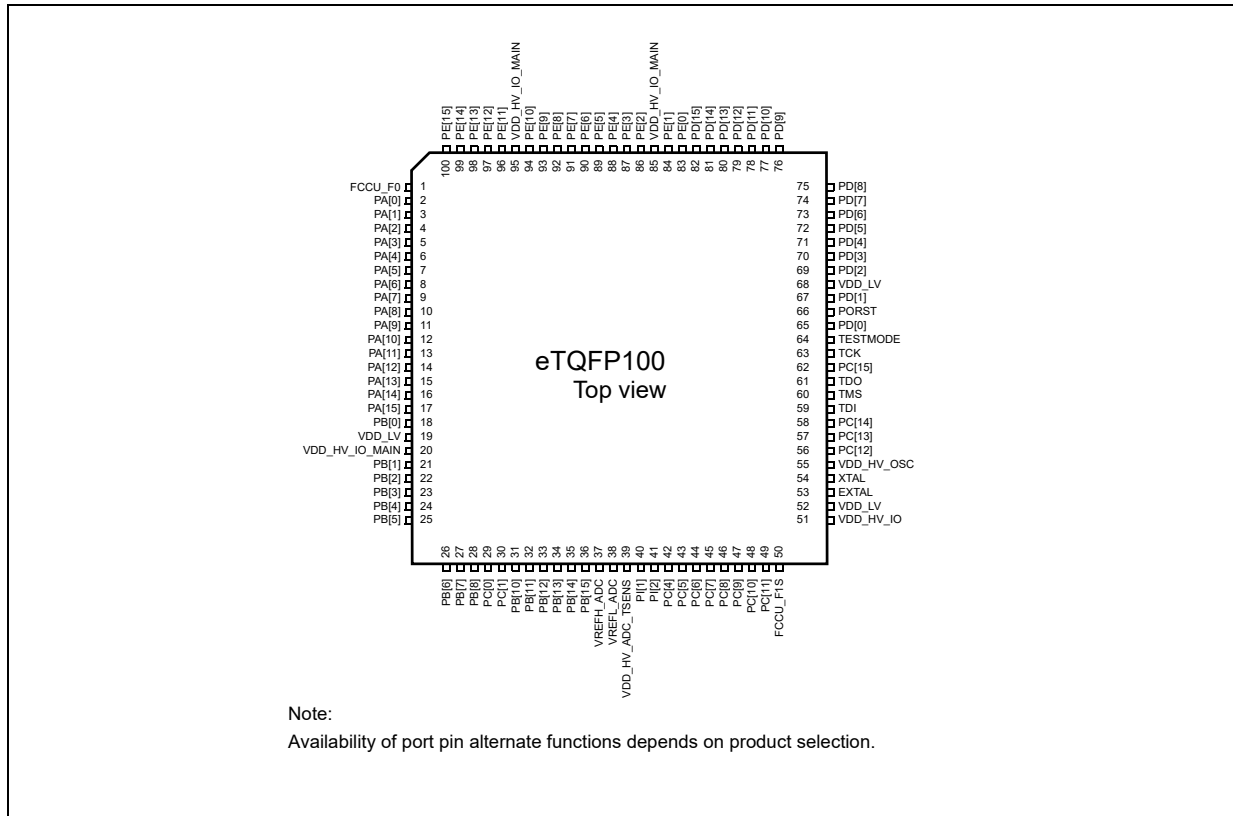 PE[15]
PE[14]
PE[13]
PE[12]
PE[11]
VDD_HV_IO_MAIN
PE[10]
PE[9]
PE[8]
PE[7]
PE[6]
PE[5]
PE[4]
PE[3]
PE[2]
VDD_HV_IO_MAIN
PE[1]
PE[0]
PD[15]
PD[14]
PD[13]
PD[12]
PD[11]
PD[10]
PD[9]
100
99
98
97
96
95
94
93
92
91
90
89
88
87
86
85
84
83
82
81
80
79
78
77
76
FCCU_F0 1
PA[0] 2
PA[1] 3
PA[2] 4
PA[3] 5
PA[4] 6
PA[5] 7
PA[6] 8
PA[7] 9
PA[8] 10
PA[9] 11
PA[10] 12
PA[11] 13
PA[12] 14
PA[13] 15
PA[14] 16
PA[15] 17
PB[0] 18
VDD_LV 19
VDD_HV_IO_MAIN 20
PB[1] 21
PB[2] 22
PB[3] 23
PB[4] 24
PB[5] 25
eTQFP100
Top view
75 PD[8]
74 PD[7]
73 PD[6]
72 PD[5]
71 PD[4]
70 PD[3]
69 PD[2]
68 VDD_LV
67 PD[1]
66 PORST
65 PD[0]
64 TESTMODE
63 TCK
62 PC[15]
61 TDO
60 TMS
59 TDI
58 PC[14]
57 PC[13]
56 PC[12]
55 VDD_HV_OSC
54 XTAL
53 EXTAL
52 VDD_LV
51 VDD_HV_IO
26
27
28
29
30
31
32
33
34
35
36
37
38
39
40
41
42
43
44
45
46
47
48
49
50
PB[6]
PB[7]
PB[8]
PC[0]
PC[1]
PB[10]
PB[11]
PB[12]
PB[13]
PB[14]
PB[15]
VREFH_ADC
VREFL_ADC
VDD_HV_ADC_TSENS
PI[1]
PI[2]
PC[4]
PC[5]
PC[6]
PC[7]
PC[8]
PC[9]
PC[10]
PC[11]
FCCU_F1S
Note:
Availability of port pin alternate functions depends on product selection.